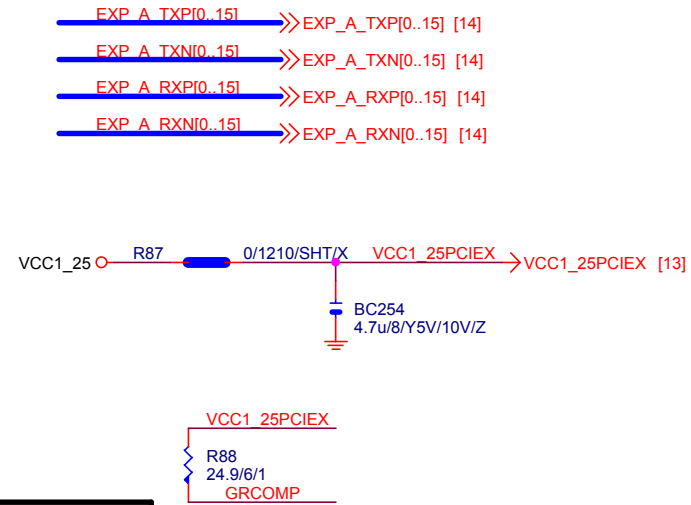 EXP_A_TXP[0..15] EXP_A_TXP[0..15] [14]
EXP_A_TXN[0..15] EXP_A_TXN[0..15] [14]
EXP_A_RXP[0..15] EXP_A_RXP[0..15] [14]
EXP_A_RXN[0..15] EXP_A_RXN[0..15] [14]
VCC1_25 R87 0/1210/SHT/X VCC1_25PCIEX VCC1_25PCIEX [13]
BC254
4.7u/8/Y5V/10V/Z
VCC1_25PCIEX
R88
24.9/6/1
GRCOMP